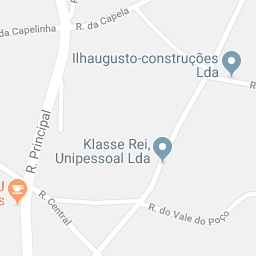 da Capelinha
R. da Capela
Ilhaugusto-construções
Lda
R. Principal
Klasse Rei,
Unipessoal Lda
R. Central
R. do Vale do Poço